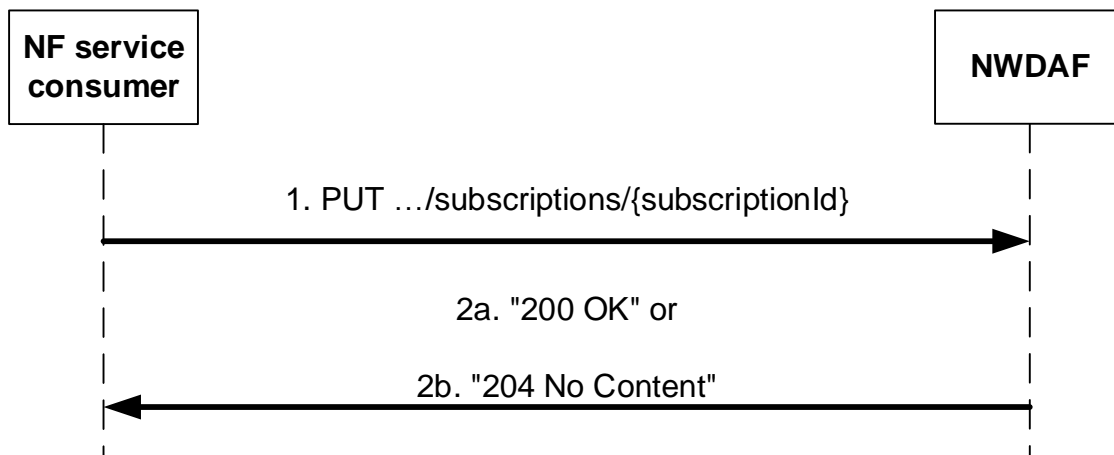 NF service
consumer
NWDAF
1. PUT …/subscriptions/{subscriptionId}
2a. "200 OK" or
2b. "204 No Content"